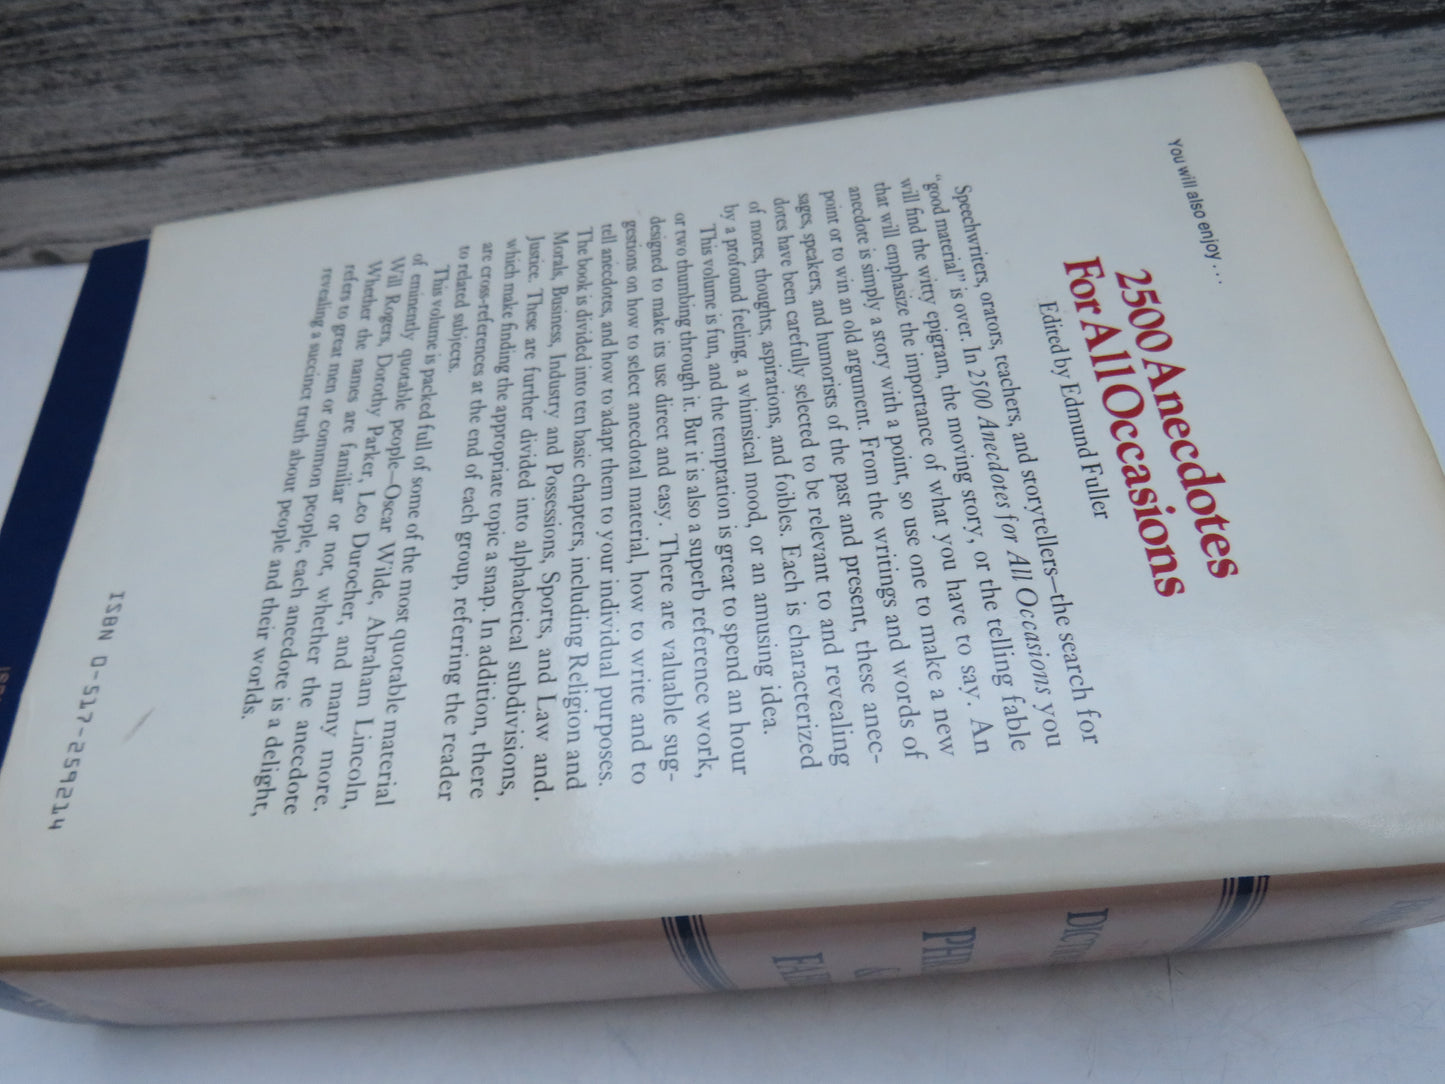 You will also enjoy . . .
2500 Anecdotes
For All Occasions
Edited by Edmund Fuller
Speechwriters, orators, teachers, and storytellers—the search for
“good material” is over. In 2500 Anecdotes for All Occasions you
will find the witty epigram, the moving story, or the telling fable
that will emphasize the importance of what you have to say. An
anecdote is simply a story with a point, so use one to make a new
point or to win an old argument. From the writings and words of
sages, speakers, and humorists of the past and present, these anec-
dotes have been carefully selected to be relevant to and revealing
of mores, thoughts, aspirations, and foibles. Each is characterized
by a profound feeling, a whimsical mood, or an amusing idea.
This volume is fun, and the temptation is great to spend an hour
or two thumbing through it. But it is also a superb reference work,
designed to make its use direct and easy. There are valuable sug-
gestions on how to select anecdotal material, how to write and to
tell anecdotes, and how to adapt them to your individual purposes.
The book is divided into ten basic chapters, including Religion and
Morals, Business, Industry and Possessions, Sports, and Law and
Justice. These are further divided into alphabetical subdivisions,
which make finding the appropriate topic a snap. In addition, there
are cross-references at the end of each group, referring the reader
to related subjects.
This volume is packed full of some of the most quotable material
of eminently quotable people—Oscar Wilde, Abraham Lincoln,
Will Rogers, Dorothy Parker, Leo Durocher, and many more.
Whether the names are familiar or not, whether the anecdote
refers to great men or common people, each anecdote is a delight,
revealing a succinct truth about people and their worlds.
ISBN 0-517-259214